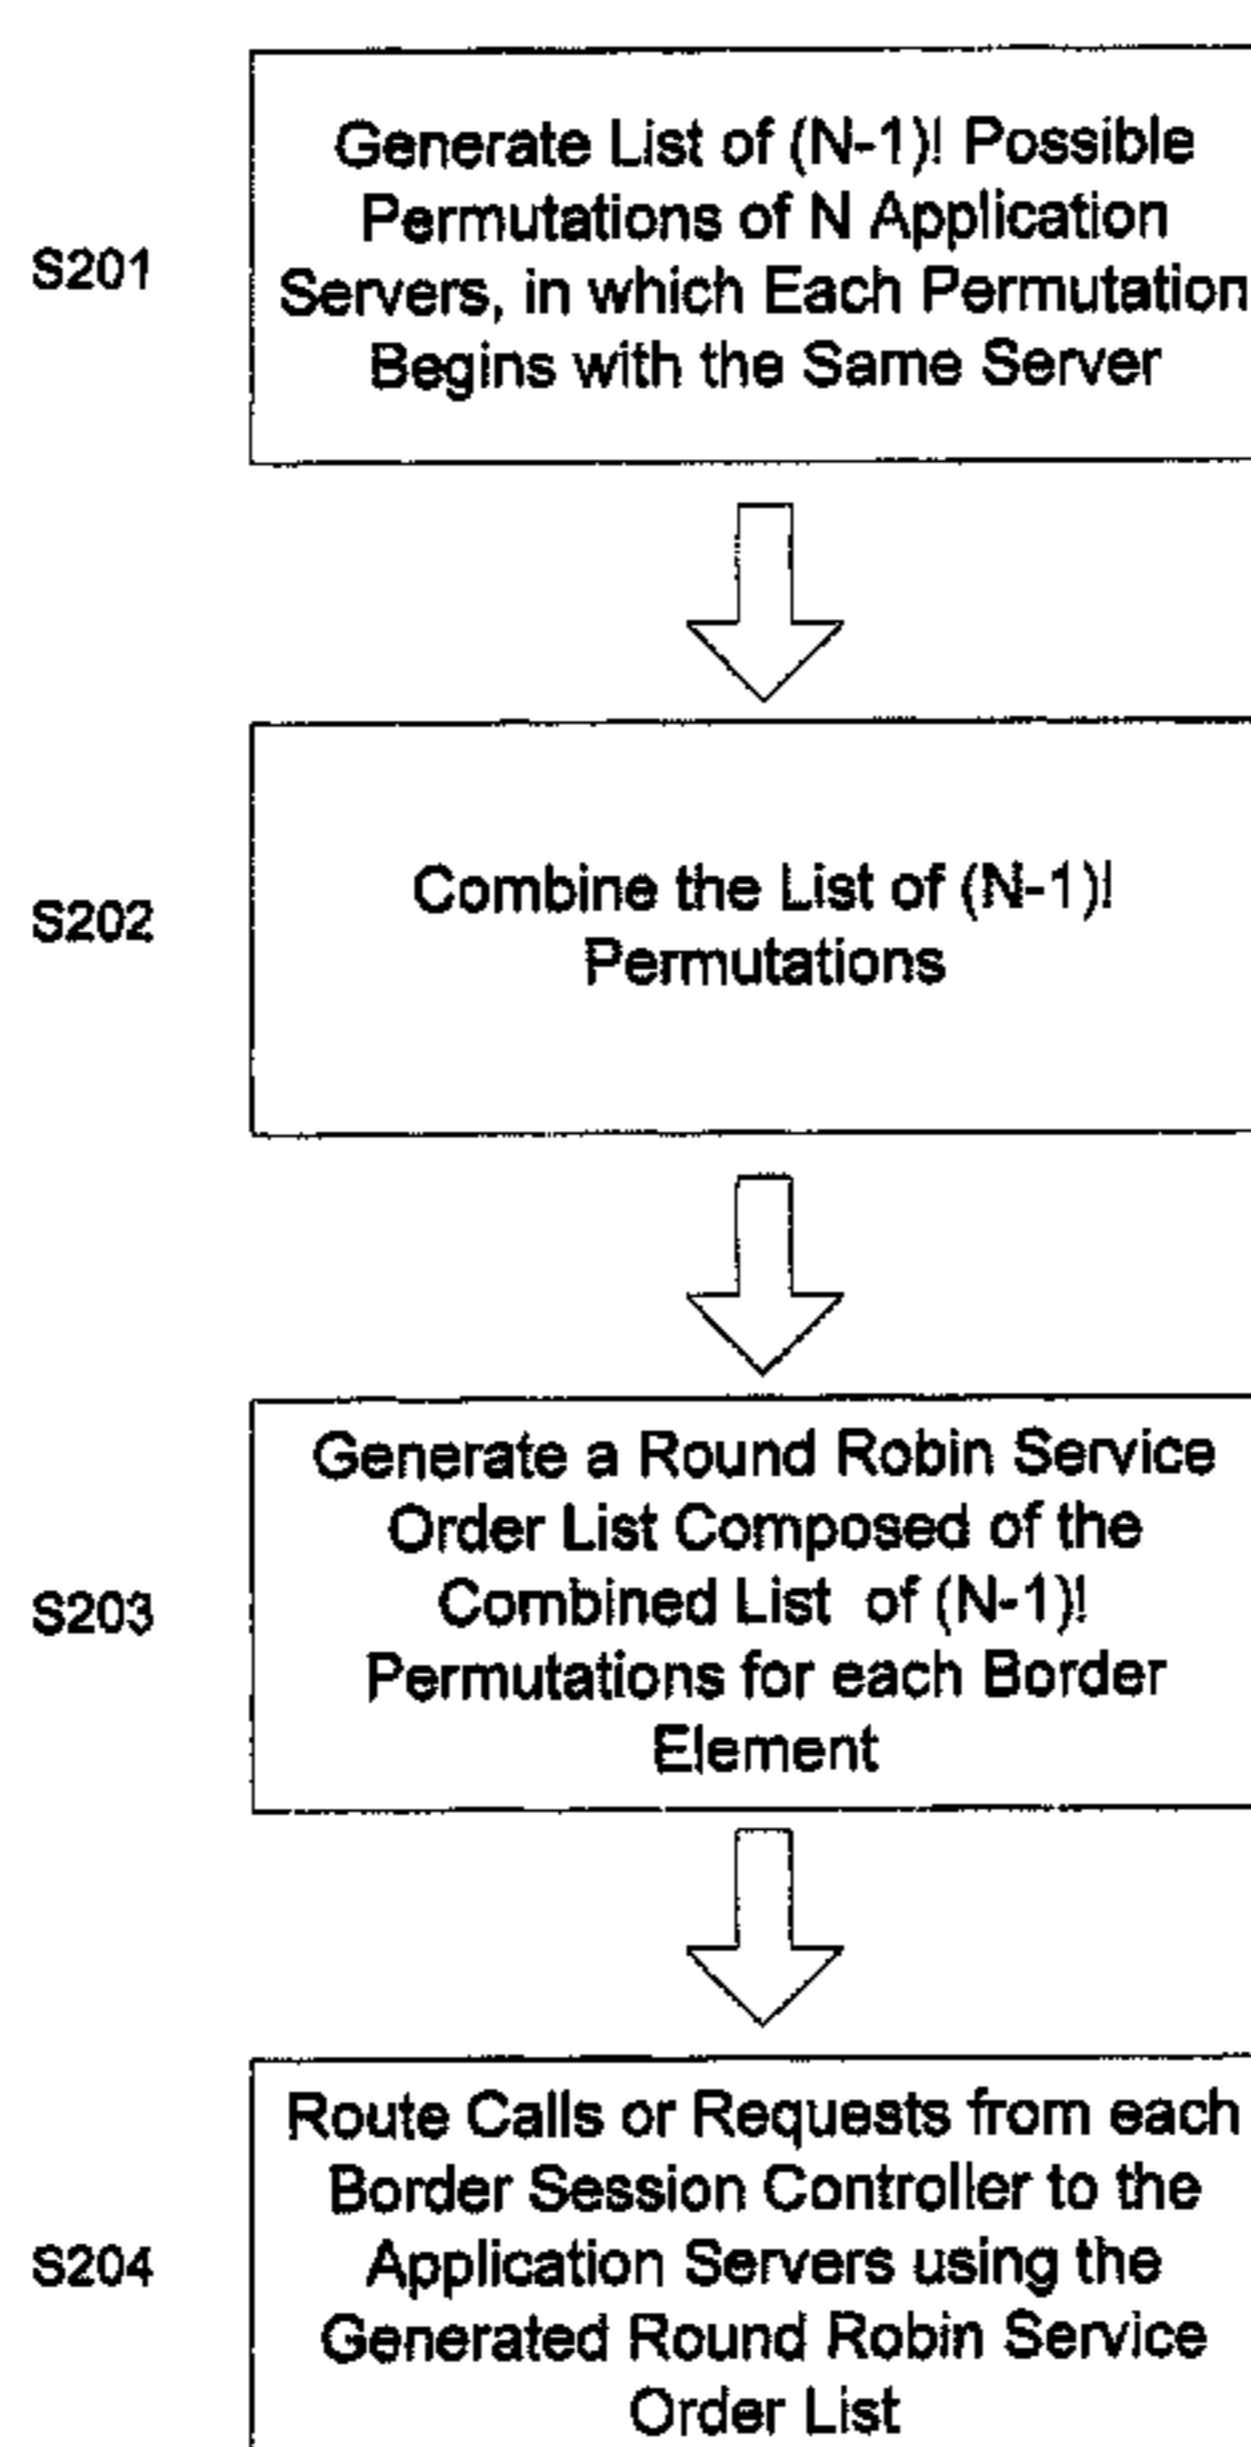 Generate List of (N-1)! Possible
Permutations of N Application
S201
Servers, in which Each Permutation
Begins with the Same Server
Combine the List of (N-1)!
S202
Permutations
Generate a Round Robin Service
Order List Composed of the
S203
Combined List of (N-1)!
Permutations for each Border
Element
Route Calls or Requests from each
Border Session Controller to the
S204
Application Servers using the
Generated Round Robin Service
Order List